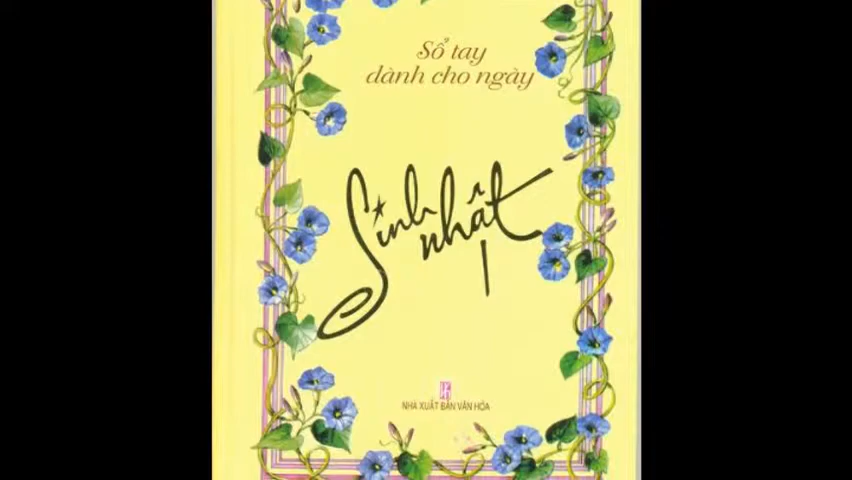 Sổ tay
dành cho ngày
Sinh nhật
NHÀ XUẤT BẢN VĂN HÓA